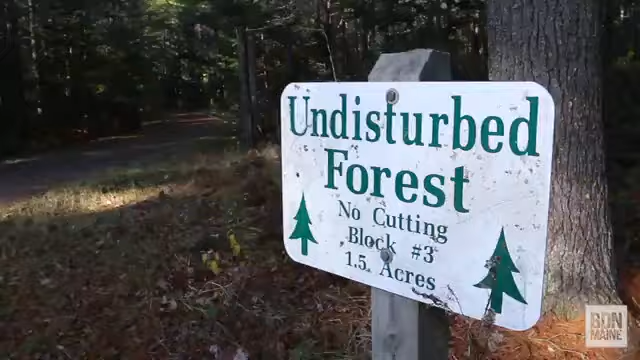 Undisturbed
Forest
No Cutting
Block #3
1.5 Acres
BDN
MAINE